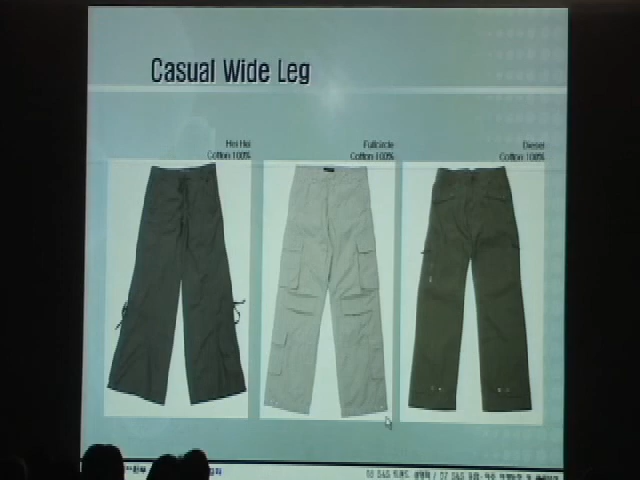 Casual Wide Leg
Hei Hei
Cotton 100%
Fullcircle
Cotton 100%
Diesel
Cotton 100%